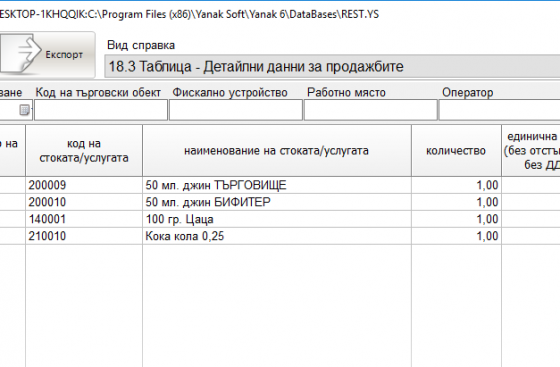 ESKTOP-1KHQQIK:C:\Program Files (x86)\Yanak Soft\Yanak 6\DataBases\REST.YS
Експорт
Вид справка
18.3 Таблица - Детайлни данни за продажбите
ване Код на търговски обект Фискално устройство Работно място Оператор
на код на стоката/услугата наименование на стоката/услугата количество единична (без отстъ без ДД
200009 50 мл. джин ТЪРГОВИЩЕ 1,00
200010 50 мл. джин БИФИТЕР 1,00
140001 100 гр. Цаца 1,00
210010 Кока кола 0,25 1,00